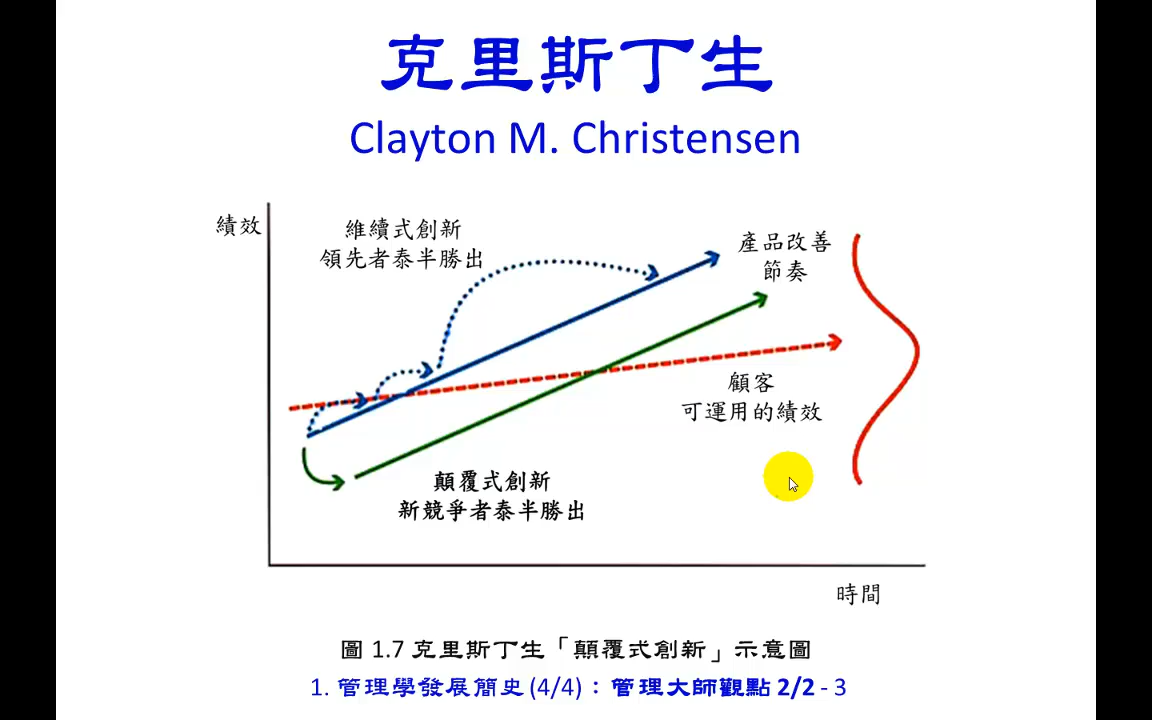 克里斯丁生
Clayton M. Christensen
績效
維續式創新
領先者泰半勝出
產品改善
節奏
顧客
可運用的績效
顛覆式創新
新競爭者泰半勝出
時間
圖 1.7 克里斯丁生「顛覆式創新」示意圖
1. 管理學發展簡史 (4/4)：管理大師觀點 2/2 - 3